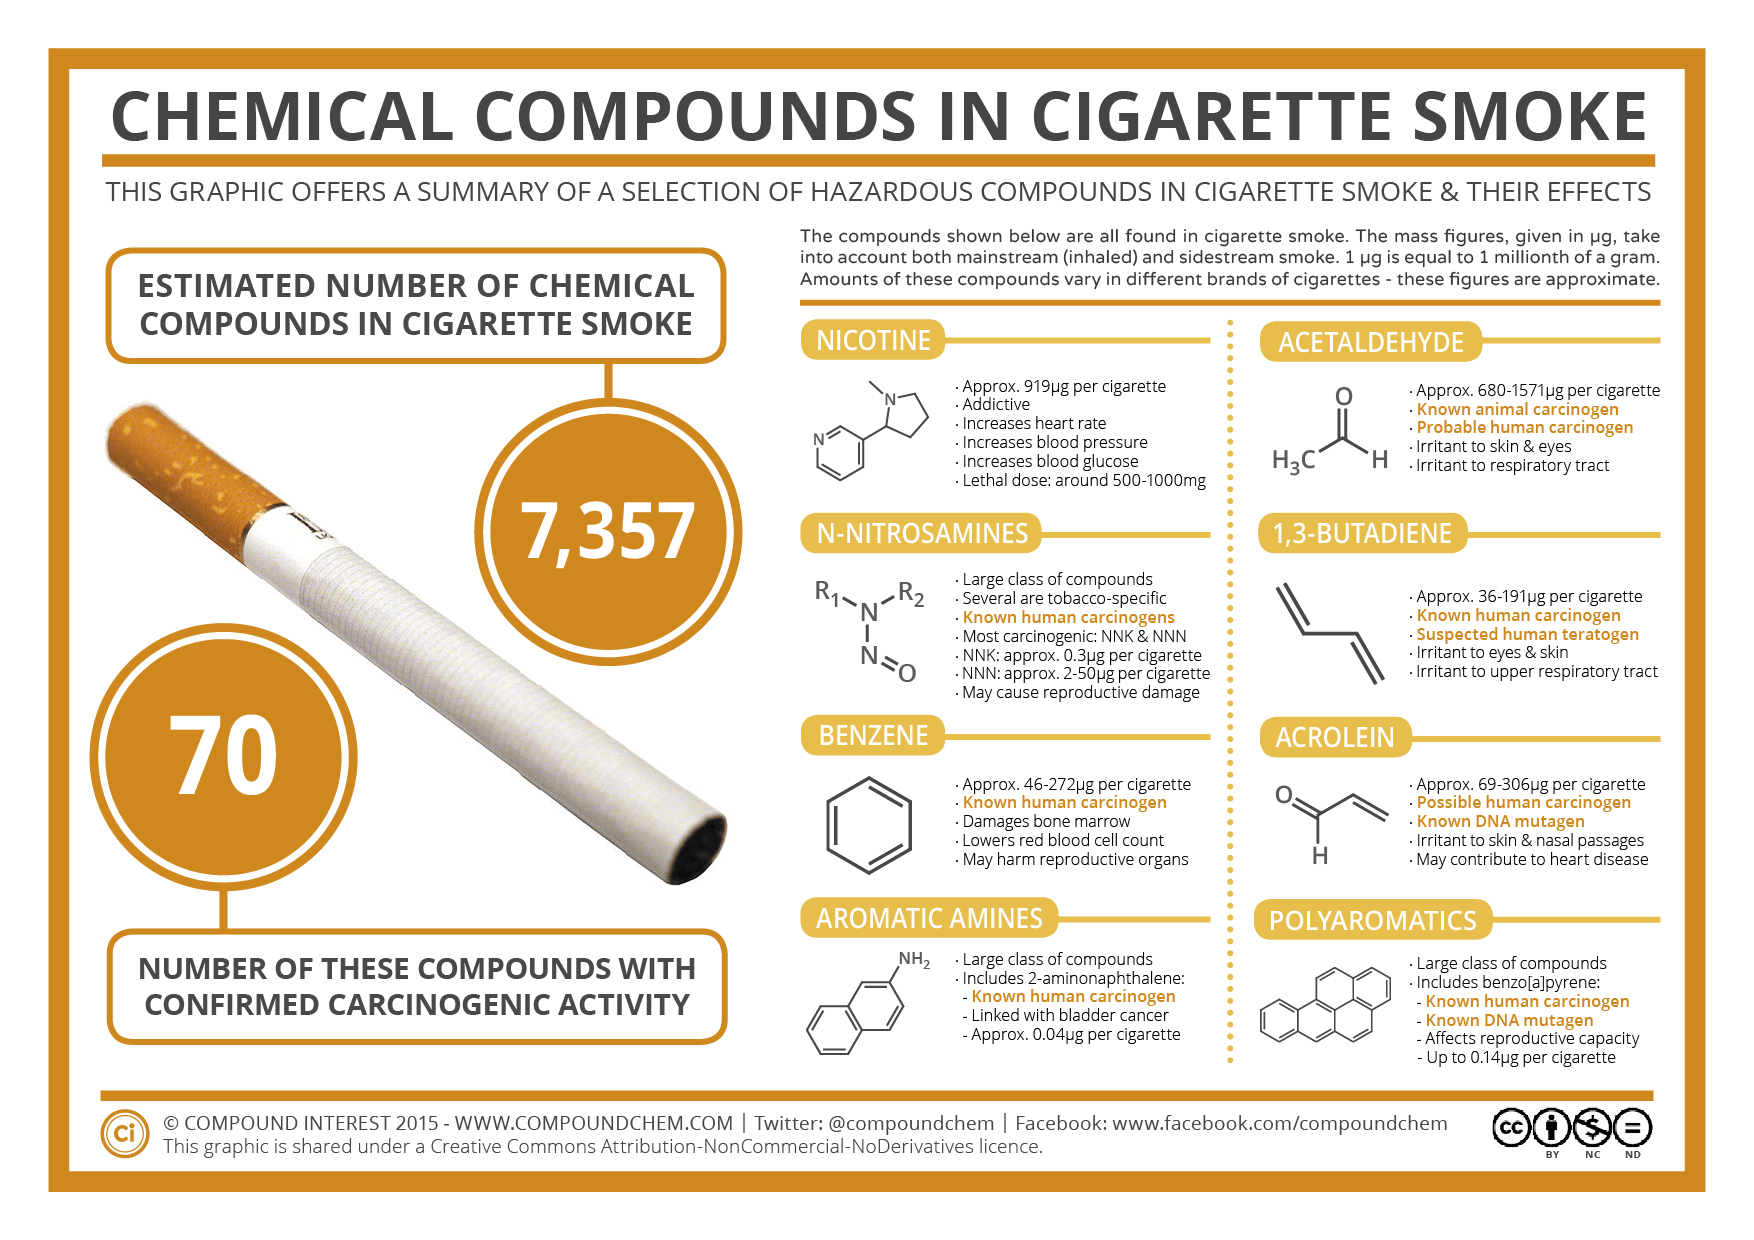 CHEMICAL COMPOUNDS IN CIGARETTE SMOKE
THIS GRAPHIC OFFERS A SUMMARY OF A SELECTION OF HAZARDOUS COMPOUNDS IN CIGARETTE SMOKE & THEIR EFFECTS
ESTIMATED NUMBER OF CHEMICAL
COMPOUNDS IN CIGARETTE SMOKE
7,357
70
NUMBER OF THESE COMPOUNDS WITH
CONFIRMED CARCINOGENIC ACTIVITY
The compounds shown below are all found in cigarette smoke. The mass figures, given in µg, take
into account both mainstream (inhaled) and sidestream smoke. 1 µg is equal to 1 millionth of a gram.
Amounts of these compounds vary in different brands of cigarettes - these figures are approximate.
NICOTINE
N
N
· Approx. 919µg per cigarette
· Addictive
· Increases heart rate
· Increases blood pressure
· Increases blood glucose
· Lethal dose: around 500-1000mg
N-NITROSAMINES
R1
R2
N
N
O
· Large class of compounds
· Several are tobacco-specific
· Known human carcinogens
· Most carcinogenic: NNK & NNN
· NNK: approx. 0.3µg per cigarette
· NNN: approx. 2-50µg per cigarette
· May cause reproductive damage
BENZENE
· Approx. 46-272µg per cigarette
· Known human carcinogen
· Damages bone marrow
· Lowers red blood cell count
· May harm reproductive organs
AROMATIC AMINES
NH2
· Large class of compounds
· Includes 2-aminonaphthalene:
- Known human carcinogen
- Linked with bladder cancer
- Approx. 0.04µg per cigarette
ACETALDEHYDE
O
H3C
H
· Approx. 680-1571µg per cigarette
· Known animal carcinogen
· Probable human carcinogen
· Irritant to skin & eyes
· Irritant to respiratory tract
1,3-BUTADIENE
· Approx. 36-191µg per cigarette
· Known human carcinogen
· Suspected human teratogen
· Irritant to eyes & skin
· Irritant to upper respiratory tract
ACROLEIN
O
H
· Approx. 69-306µg per cigarette
· Possible human carcinogen
· Known DNA mutagen
· Irritant to skin & nasal passages
· May contribute to heart disease
POLYAROMATICS
· Large class of compounds
· Includes benzo[a]pyrene:
- Known human carcinogen
- Known DNA mutagen
- Affects reproductive capacity
- Up to 0.14µg per cigarette
Ci
© COMPOUND INTEREST 2015 - WWW.COMPOUNDCHEM.COM | Twitter: @compoundchem | Facebook: www.facebook.com/compoundchem
This graphic is shared under a Creative Commons Attribution-NonCommercial-NoDerivatives licence.
cc
$
=
BY
NC
ND